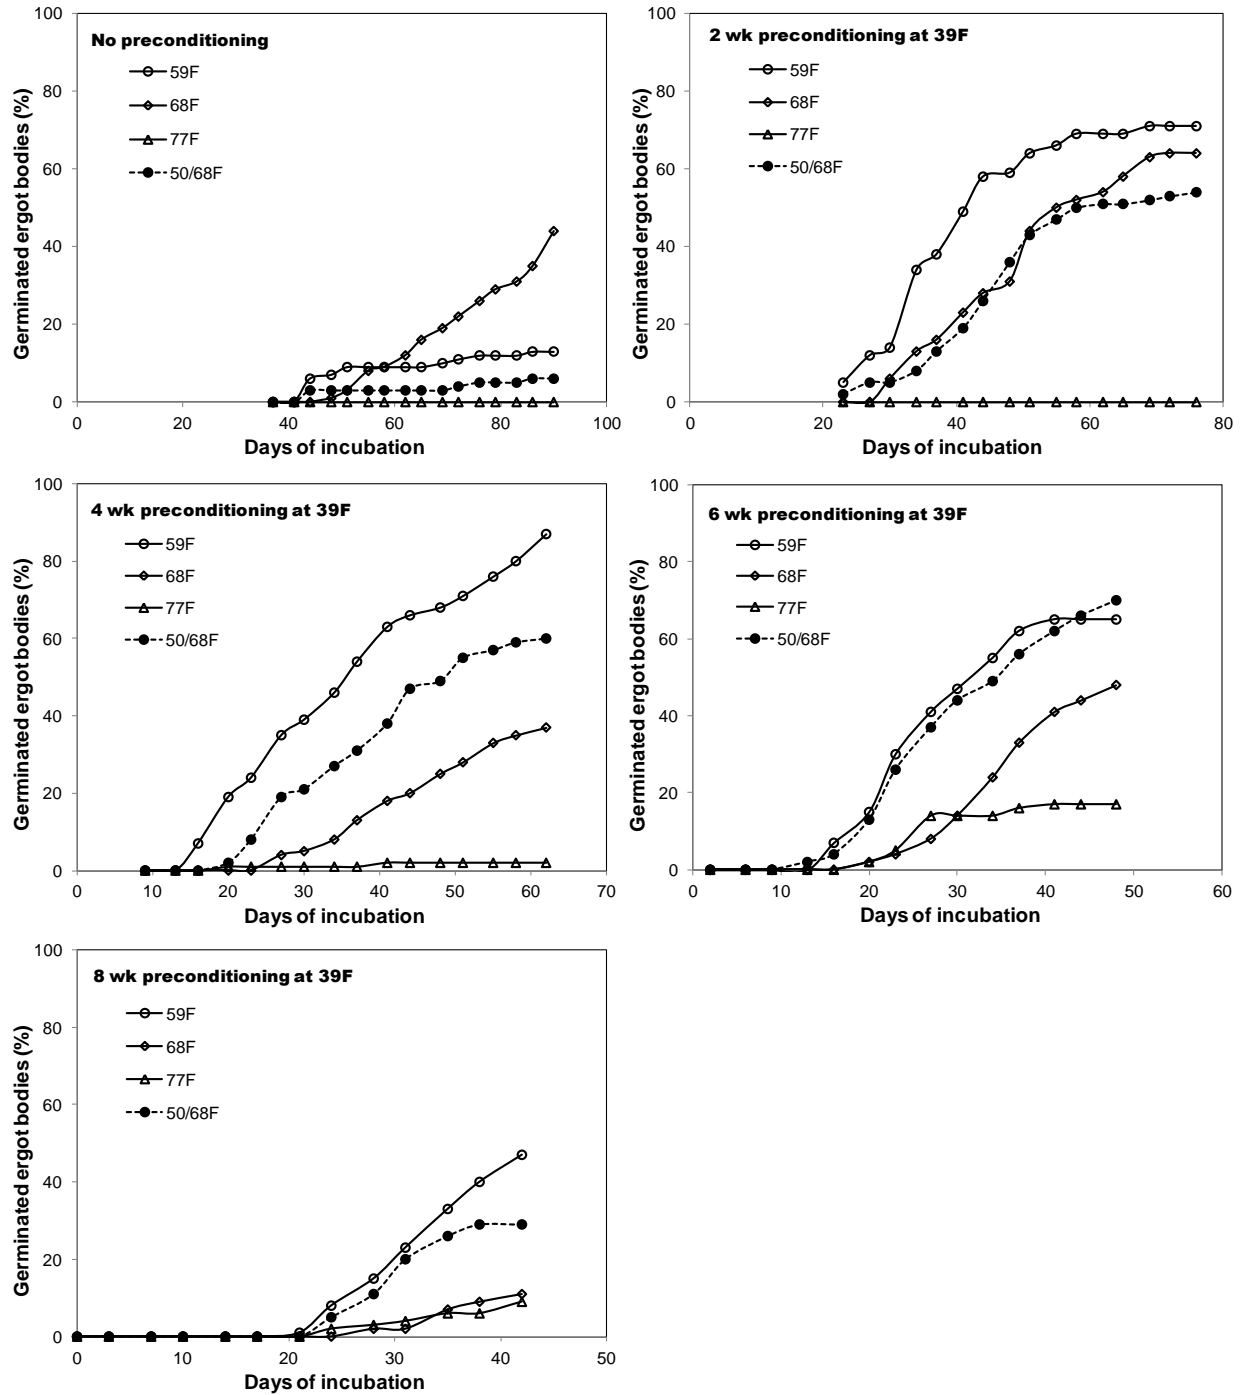 No preconditioning
59F
68F
77F
50/68F
Germinated ergot bodies (%)
100
80
60
40
20
0
0 20 40 60 80 100
Days of incubation
2 wk preconditioning at 39F
59F
68F
77F
50/68F
Germinated ergot bodies (%)
100
80
60
40
20
0
0 20 40 60 80
Days of incubation
4 wk preconditioning at 39F
59F
68F
77F
50/68F
Germinated ergot bodies (%)
100
80
60
40
20
0
0 10 20 30 40 50 60 70
Days of incubation
6 wk preconditioning at 39F
59F
68F
77F
50/68F
Germinated ergot bodies (%)
100
80
60
40
20
0
0 10 20 30 40 50 60
Days of incubation
8 wk preconditioning at 39F
59F
68F
77F
50/68F
Germinated ergot bodies (%)
100
80
60
40
20
0
0 10 20 30 40 50
Days of incubation